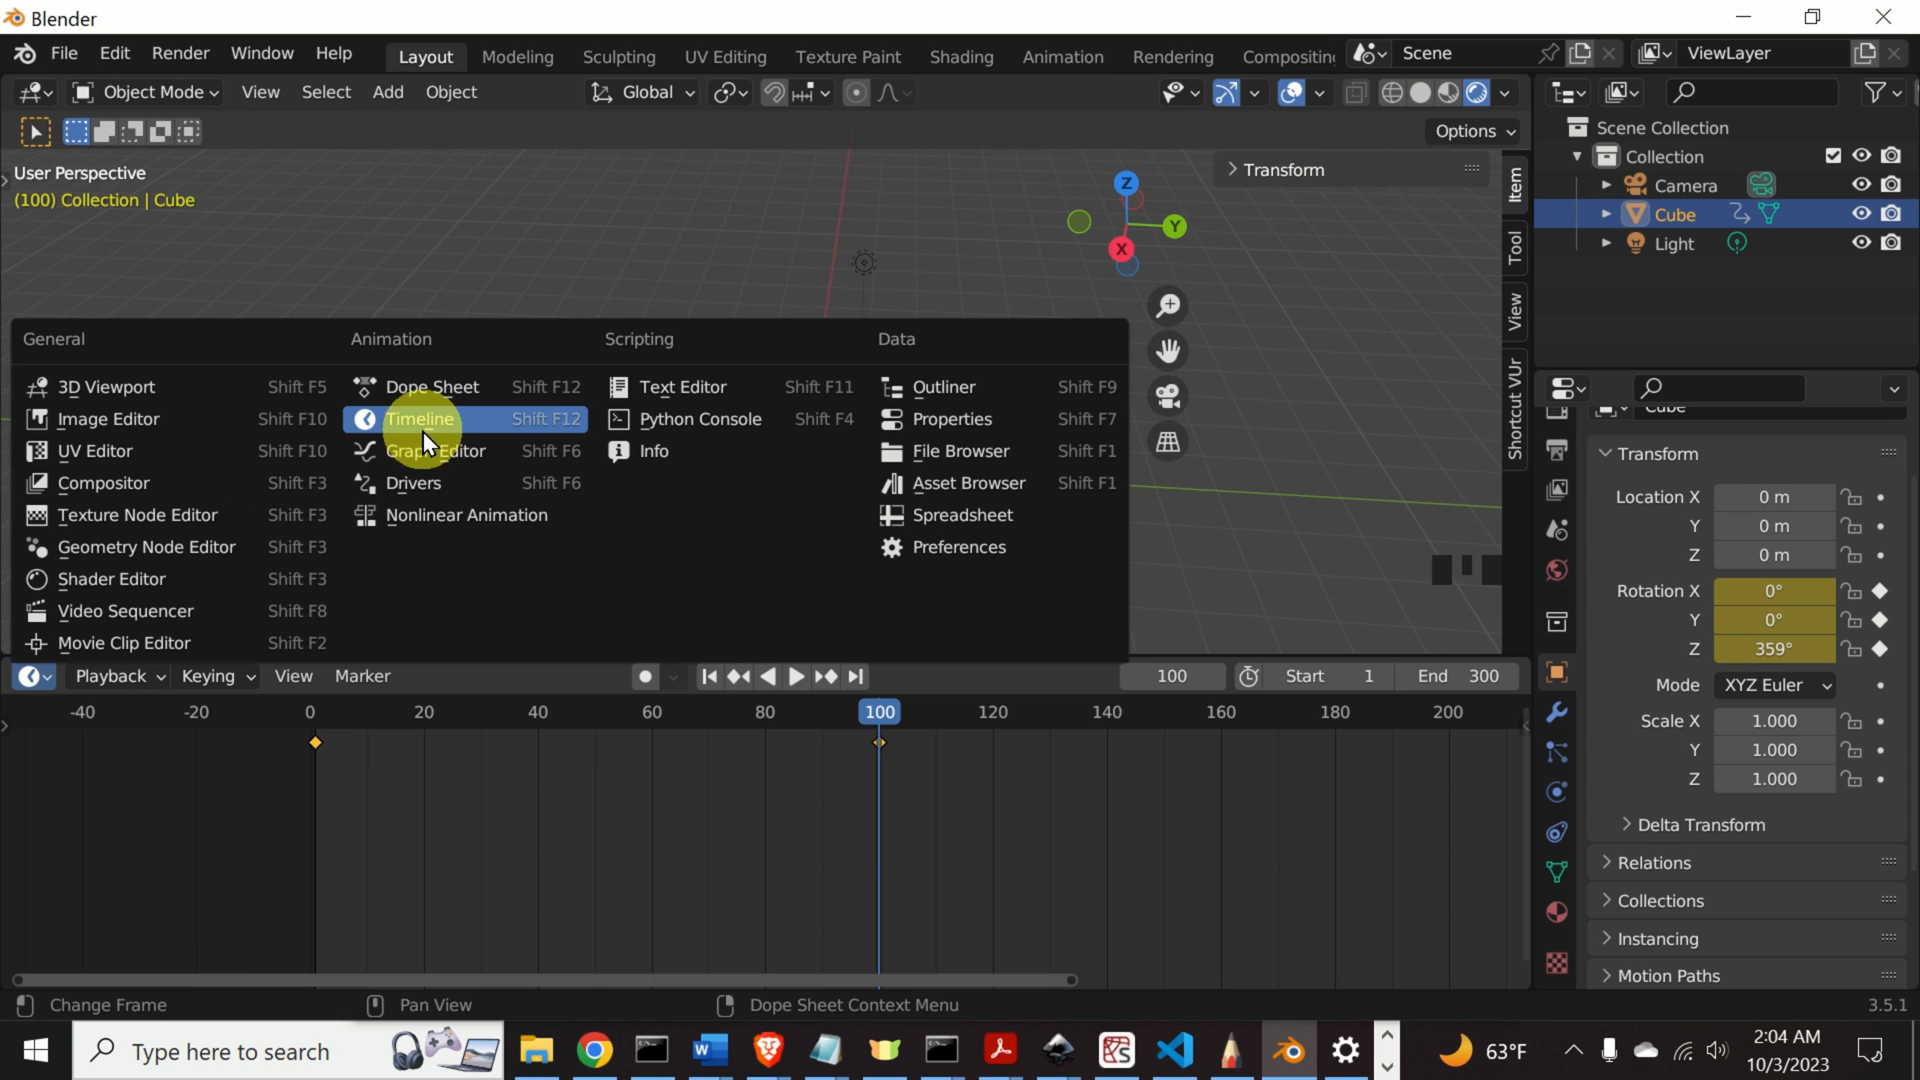 Blender
File Edit Render Window Help Layout Modeling Sculpting UV Editing Texture Paint Shading Animation Rendering Compositin Scene ViewLayer
Object Mode View Select Add Object Global
Options
User Perspective
(100) Collection | Cube
Transform
Z
Y
X
Item
Tool
View
Shortcut VUr
Scene Collection
Collection
Camera
Cube
Light
General Animation Scripting Data
3D Viewport Shift F5 Dope Sheet Shift F12 Text Editor Shift F11 Outliner Shift F9
Image Editor Shift F10 Timeline Shift F12 Python Console Shift F4 Properties Shift F7
UV Editor Shift F10 Graph Editor Shift F6 Info File Browser Shift F1
Compositor Shift F3 Drivers Shift F6 Asset Browser Shift F1
Texture Node Editor Shift F3 Nonlinear Animation Spreadsheet
Geometry Node Editor Shift F3 Preferences
Shader Editor Shift F3
Video Sequencer Shift F8
Movie Clip Editor Shift F2
Cube
Transform
Location X 0 m
Y 0 m
Z 0 m
Rotation X 0°
Y 0°
Z 359°
Mode XYZ Euler
Scale X 1.000
Y 1.000
Z 1.000
Delta Transform
Relations
Collections
Instancing
Motion Paths
Playback Keying View Marker 100 Start 1 End 300
-40 -20 0 20 40 60 80 100 120 140 160 180 200
Change Frame Pan View Dope Sheet Context Menu 3.5.1
Type here to search 63°F 2:04 AM
10/3/2023